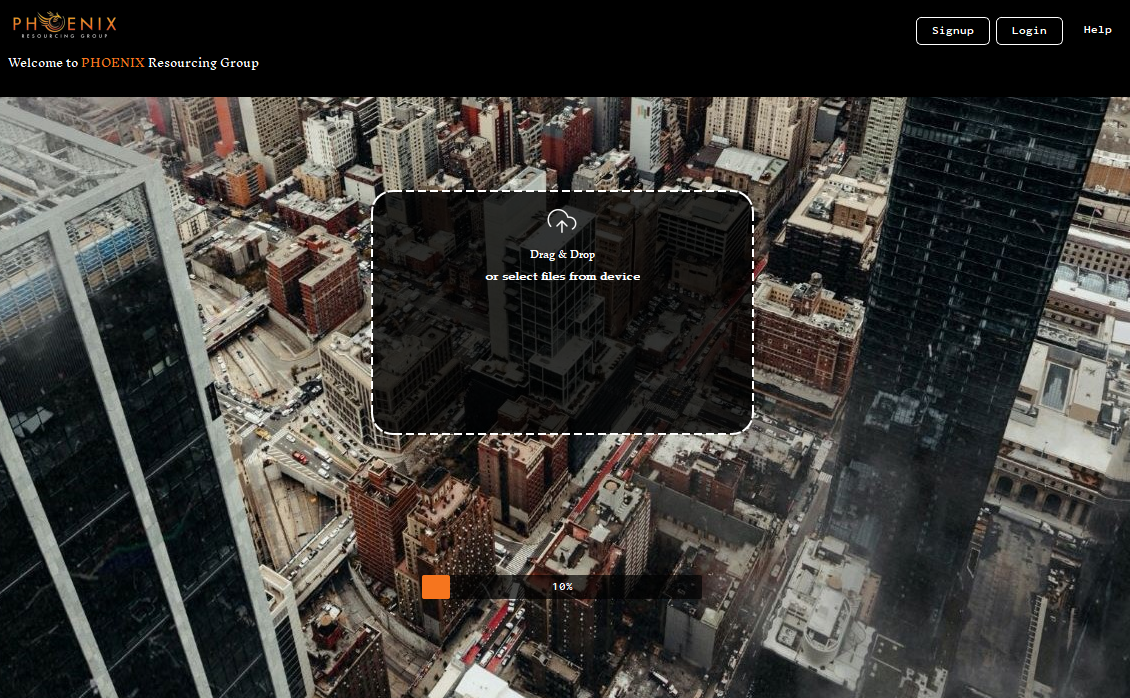 PHOENIX
RESOURCING GROUP
Signup
Login
Help
Welcome to PHOENIX Resourcing Group
Drag & Drop
or select files from device
10%